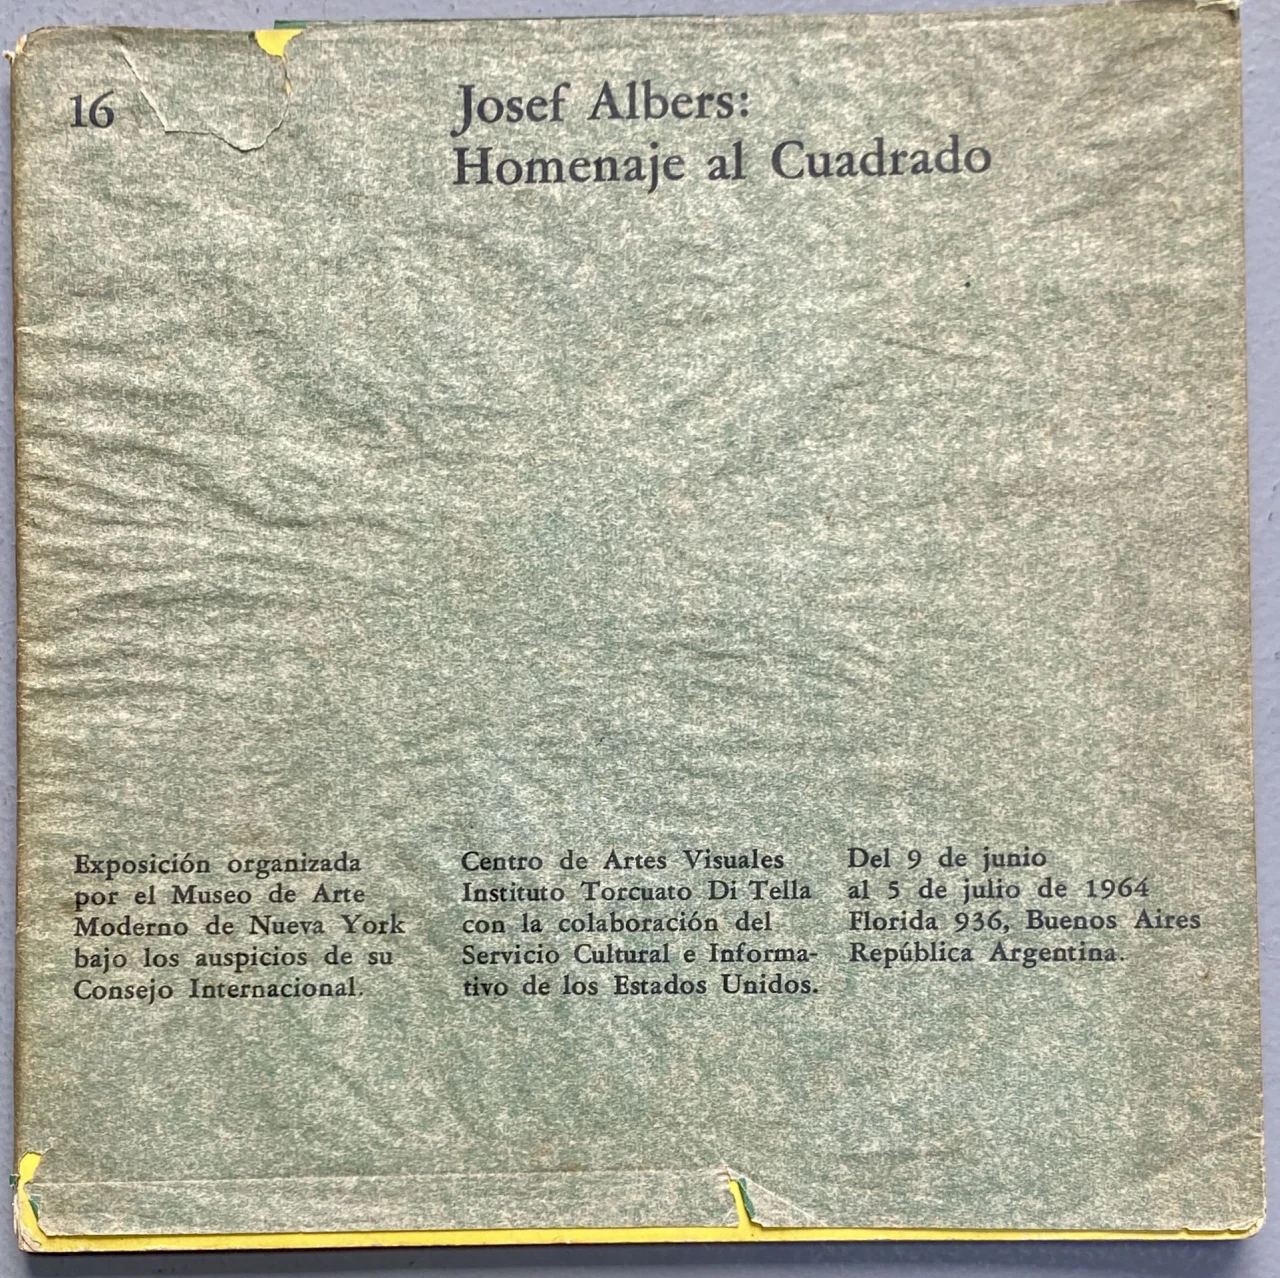 16
Josef Albers:
Homenaje al Cuadrado
Exposición organizada
por el Museo de Arte
Moderno de Nueva York
bajo los auspicios de su
Consejo Internacional.
Centro de Artes Visuales
Instituto Torcuato Di Tella
con la colaboración del
Servicio Cultural e Informa-
tivo de los Estados Unidos.
Del 9 de junio
al 5 de julio de 1964
Florida 936, Buenos Aires
República Argentina.